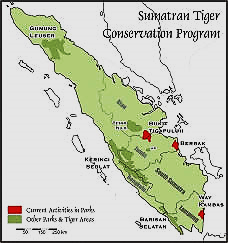 Sumatran Tiger
Conservation Program
Gunung
Leuser
Riau
Bukit
Tigapuluh
Berbak
Kerinci
Seblat
South Sumatra
Way
Kambas
Barisan
Selatan
Current Activities in Parks
Other Parks & Tiger Areas